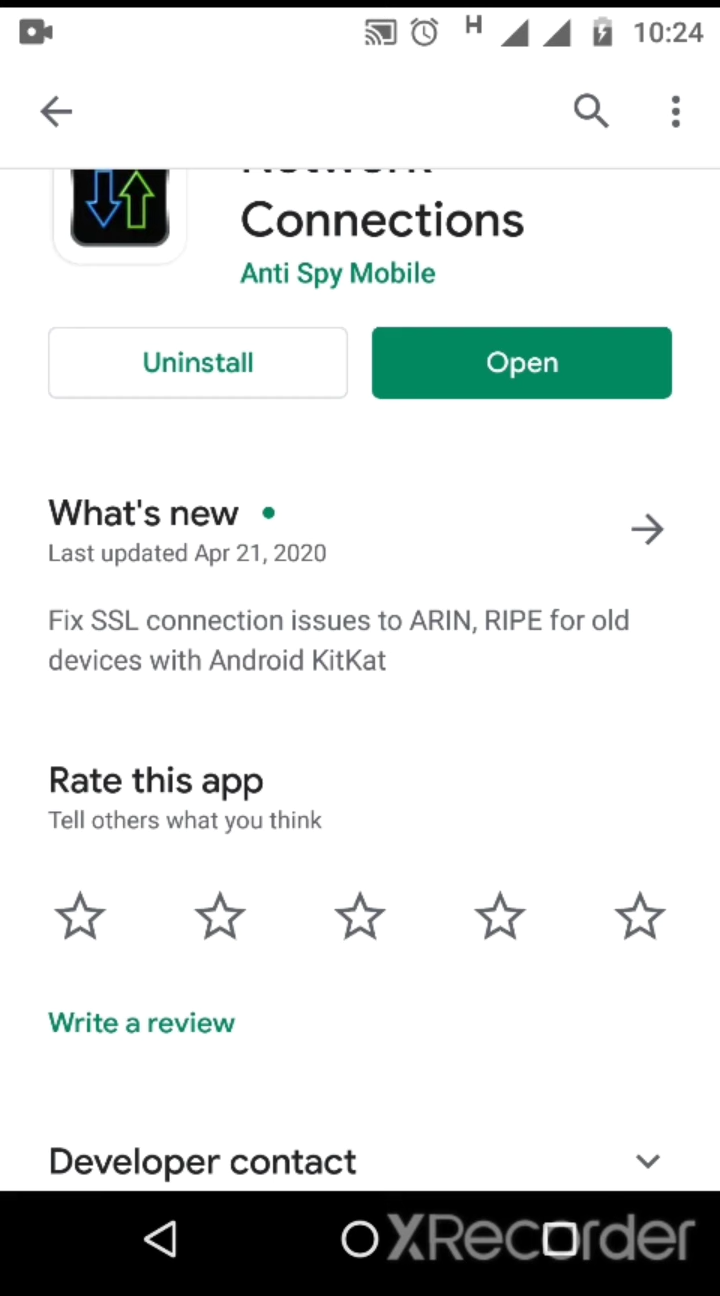 H 10:24
Network
Connections
Anti Spy Mobile
Uninstall
Open
What's new
Last updated Apr 21, 2020
Fix SSL connection issues to ARIN, RIPE for old
devices with Android KitKat
Rate this app
Tell others what you think
Write a review
Developer contact
XRecorder